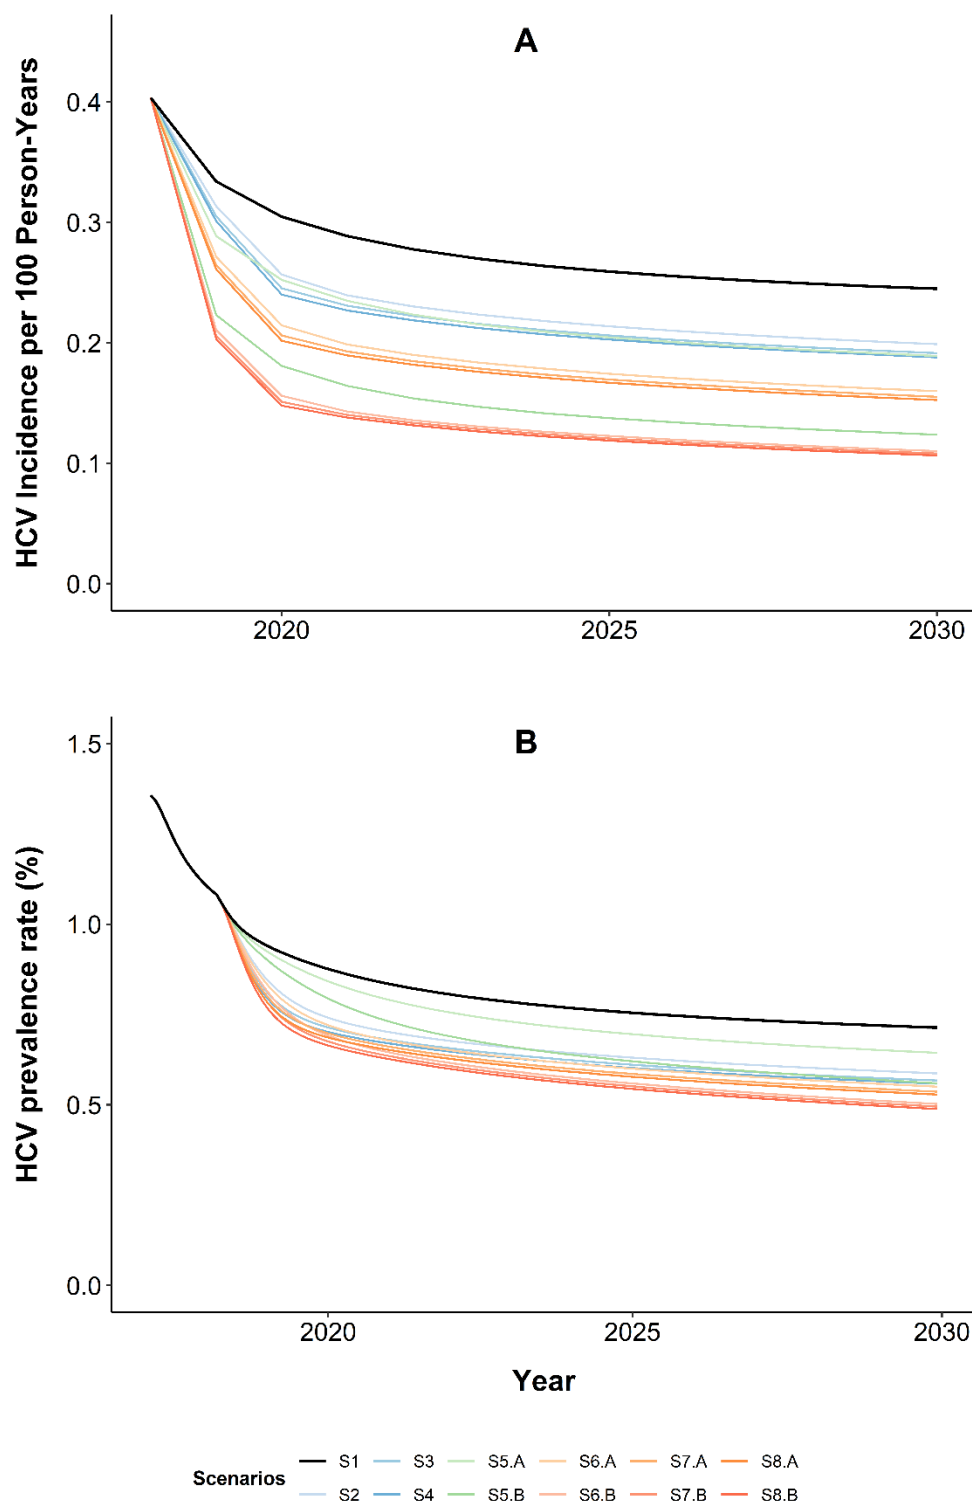 A
HCV Incidence per 100 Person-Years
0.4
0.3
0.2
0.1
0.0
2020 2025 2030
B
HCV prevalence rate (%)
1.5
1.0
0.5
0.0
2020 2025 2030
Year
Scenarios
S1 S3 S5.A S6.A S7.A S8.A
S2 S4 S5.B S6.B S7.B S8.B